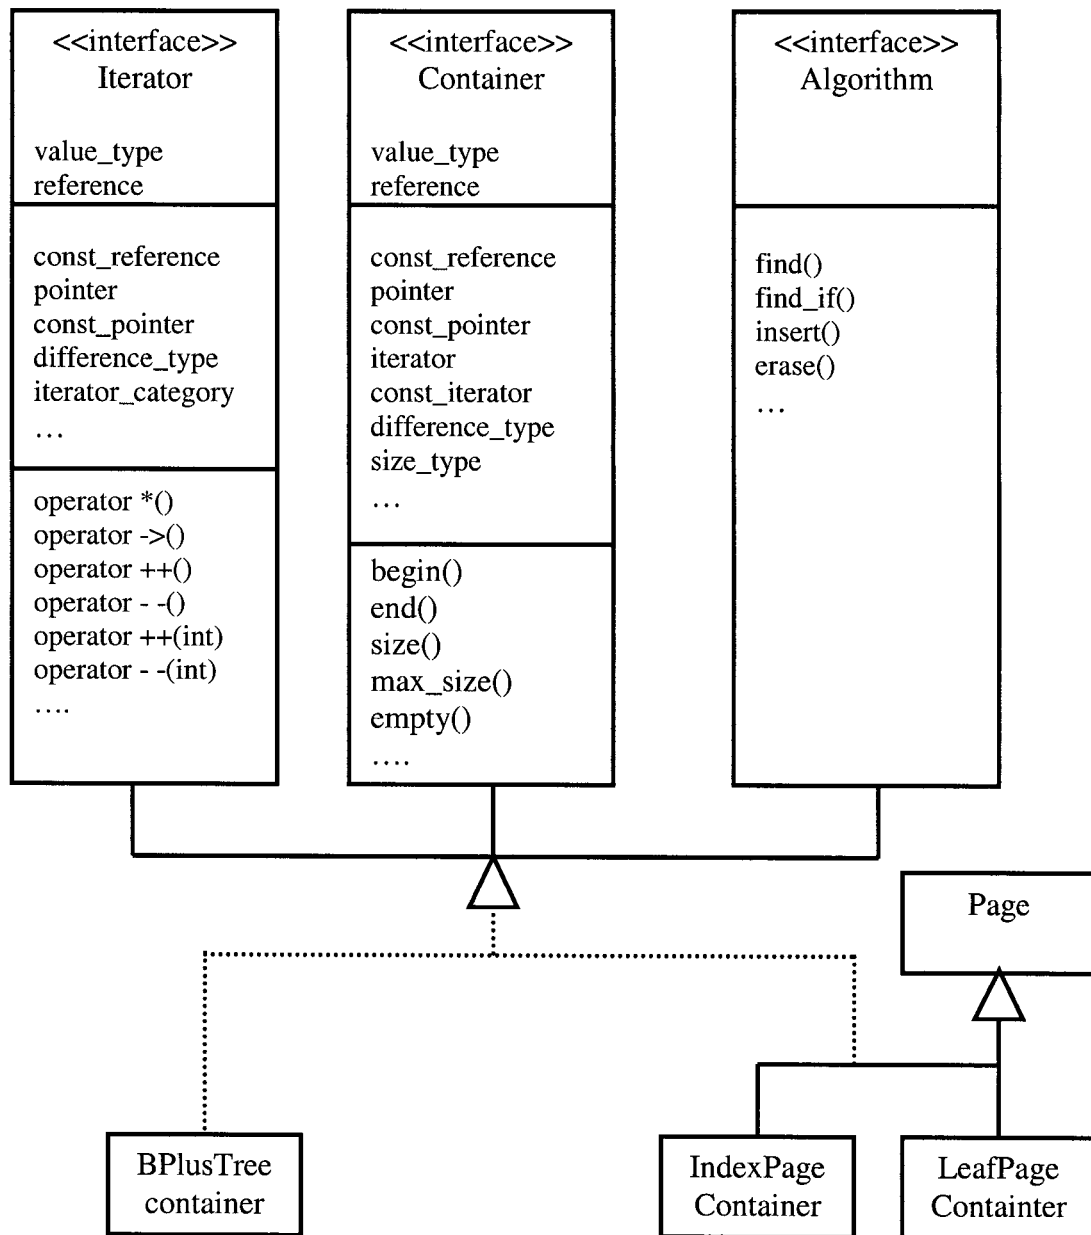 <<interface>>
Iterator
value_type
reference
const_reference
pointer
const_pointer
difference_type
iterator_category
...
operator *()
operator ->()
operator ++()
operator - -()
operator ++(int)
operator - -(int)
....
<<interface>>
Container
value_type
reference
const_reference
pointer
const_pointer
iterator
const_iterator
difference_type
size_type
...
begin()
end()
size()
max_size()
empty()
....
<<interface>>
Algorithm
find()
find_if()
insert()
erase()
...
Page
BPlusTree
container
IndexPage
Container
LeafPage
Containter